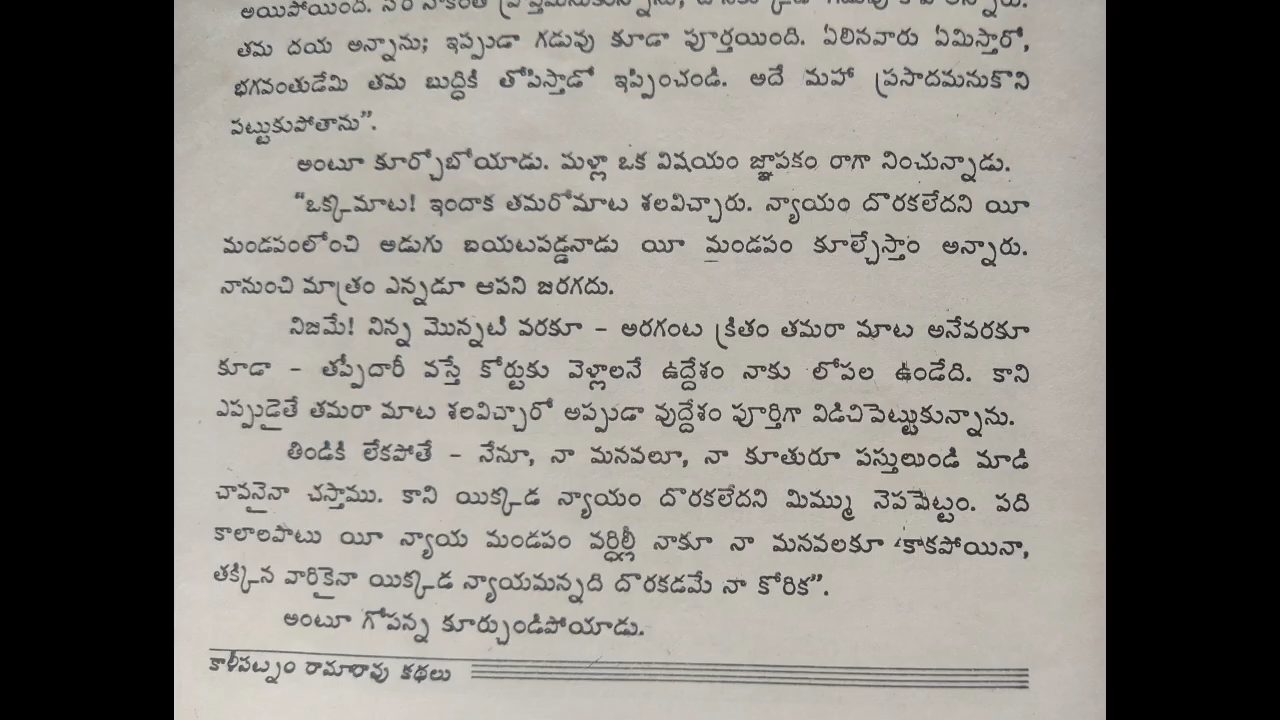 అయిపోయింది.
తమ దయ అన్నాను; ఇప్పుడా గడువు కూడా పూర్తయింది. ఏలినవారు ఏమిస్తారో,
భగవంతుడేమి తమ బుద్ధికి తోపిస్తాడో ఇప్పించండి. అదే మహా ప్రసాదమనుకొని
పట్టుకుపోతాను”.
అంటూ కూర్చోబోయాడు. మళ్లా ఒక విషయం జ్ఞాపకం రాగా నించున్నాడు.
“ఒక్కమాట! ఇందాక తమరోమాట శలవిచ్చారు. న్యాయం దొరకలేదని యీ
మండపంలోంచి అడుగు బయటపడ్డనాడు యీ మండపం కూల్చేస్తాం అన్నారు.
నానుంచి మాత్రం ఎన్నడూ ఆపని జరగదు.
నిజమే! నిన్న మొన్నటి వరకూ – అరగంట క్రితం తమరా మాట అనేవరకూ
కూడా – తప్పీదారీ వస్తే కోర్టుకు వెళ్లాలనే ఉద్దేశం నాకు లోపల ఉండేది. కాని
ఎప్పుడైతే తమరా మాట శలవిచ్చారో అప్పుడా వుద్దేశం పూర్తిగా విడిచిపెట్టుకున్నాను.
తిండికి లేకపోతే – నేనూ, నా మనవలూ, నా కూతురూ పస్తులుండి మాడి
చావనైనా చస్తాము. కాని యిక్కడ న్యాయం దొరకలేదని మిమ్ము నెపపెట్టం. పది
కాలాలపాటు యీ న్యాయ మండపం వర్ధిల్లీ నాకూ నా మనవలకూ ‘కాకపోయినా,
తక్కిన వారికైనా యిక్కడ న్యాయమన్నది దొరకడమే నా కోరిక”.
అంటూ గోపన్న కూర్చుండిపోయాడు.
కాళీపట్నం రామారావు కథలు